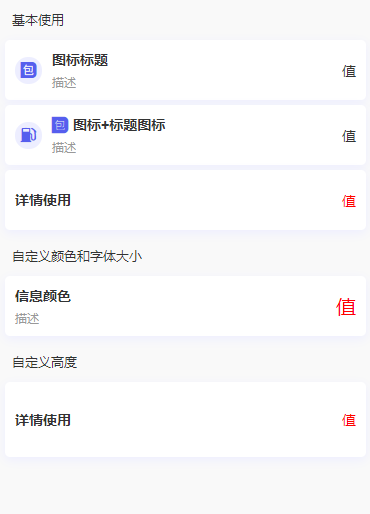 基本使用
包 图标标题
描述
值
包 图标+标题图标
描述
值
详情使用
值
自定义颜色和字体大小
信息颜色
描述
值
自定义高度
详情使用
值